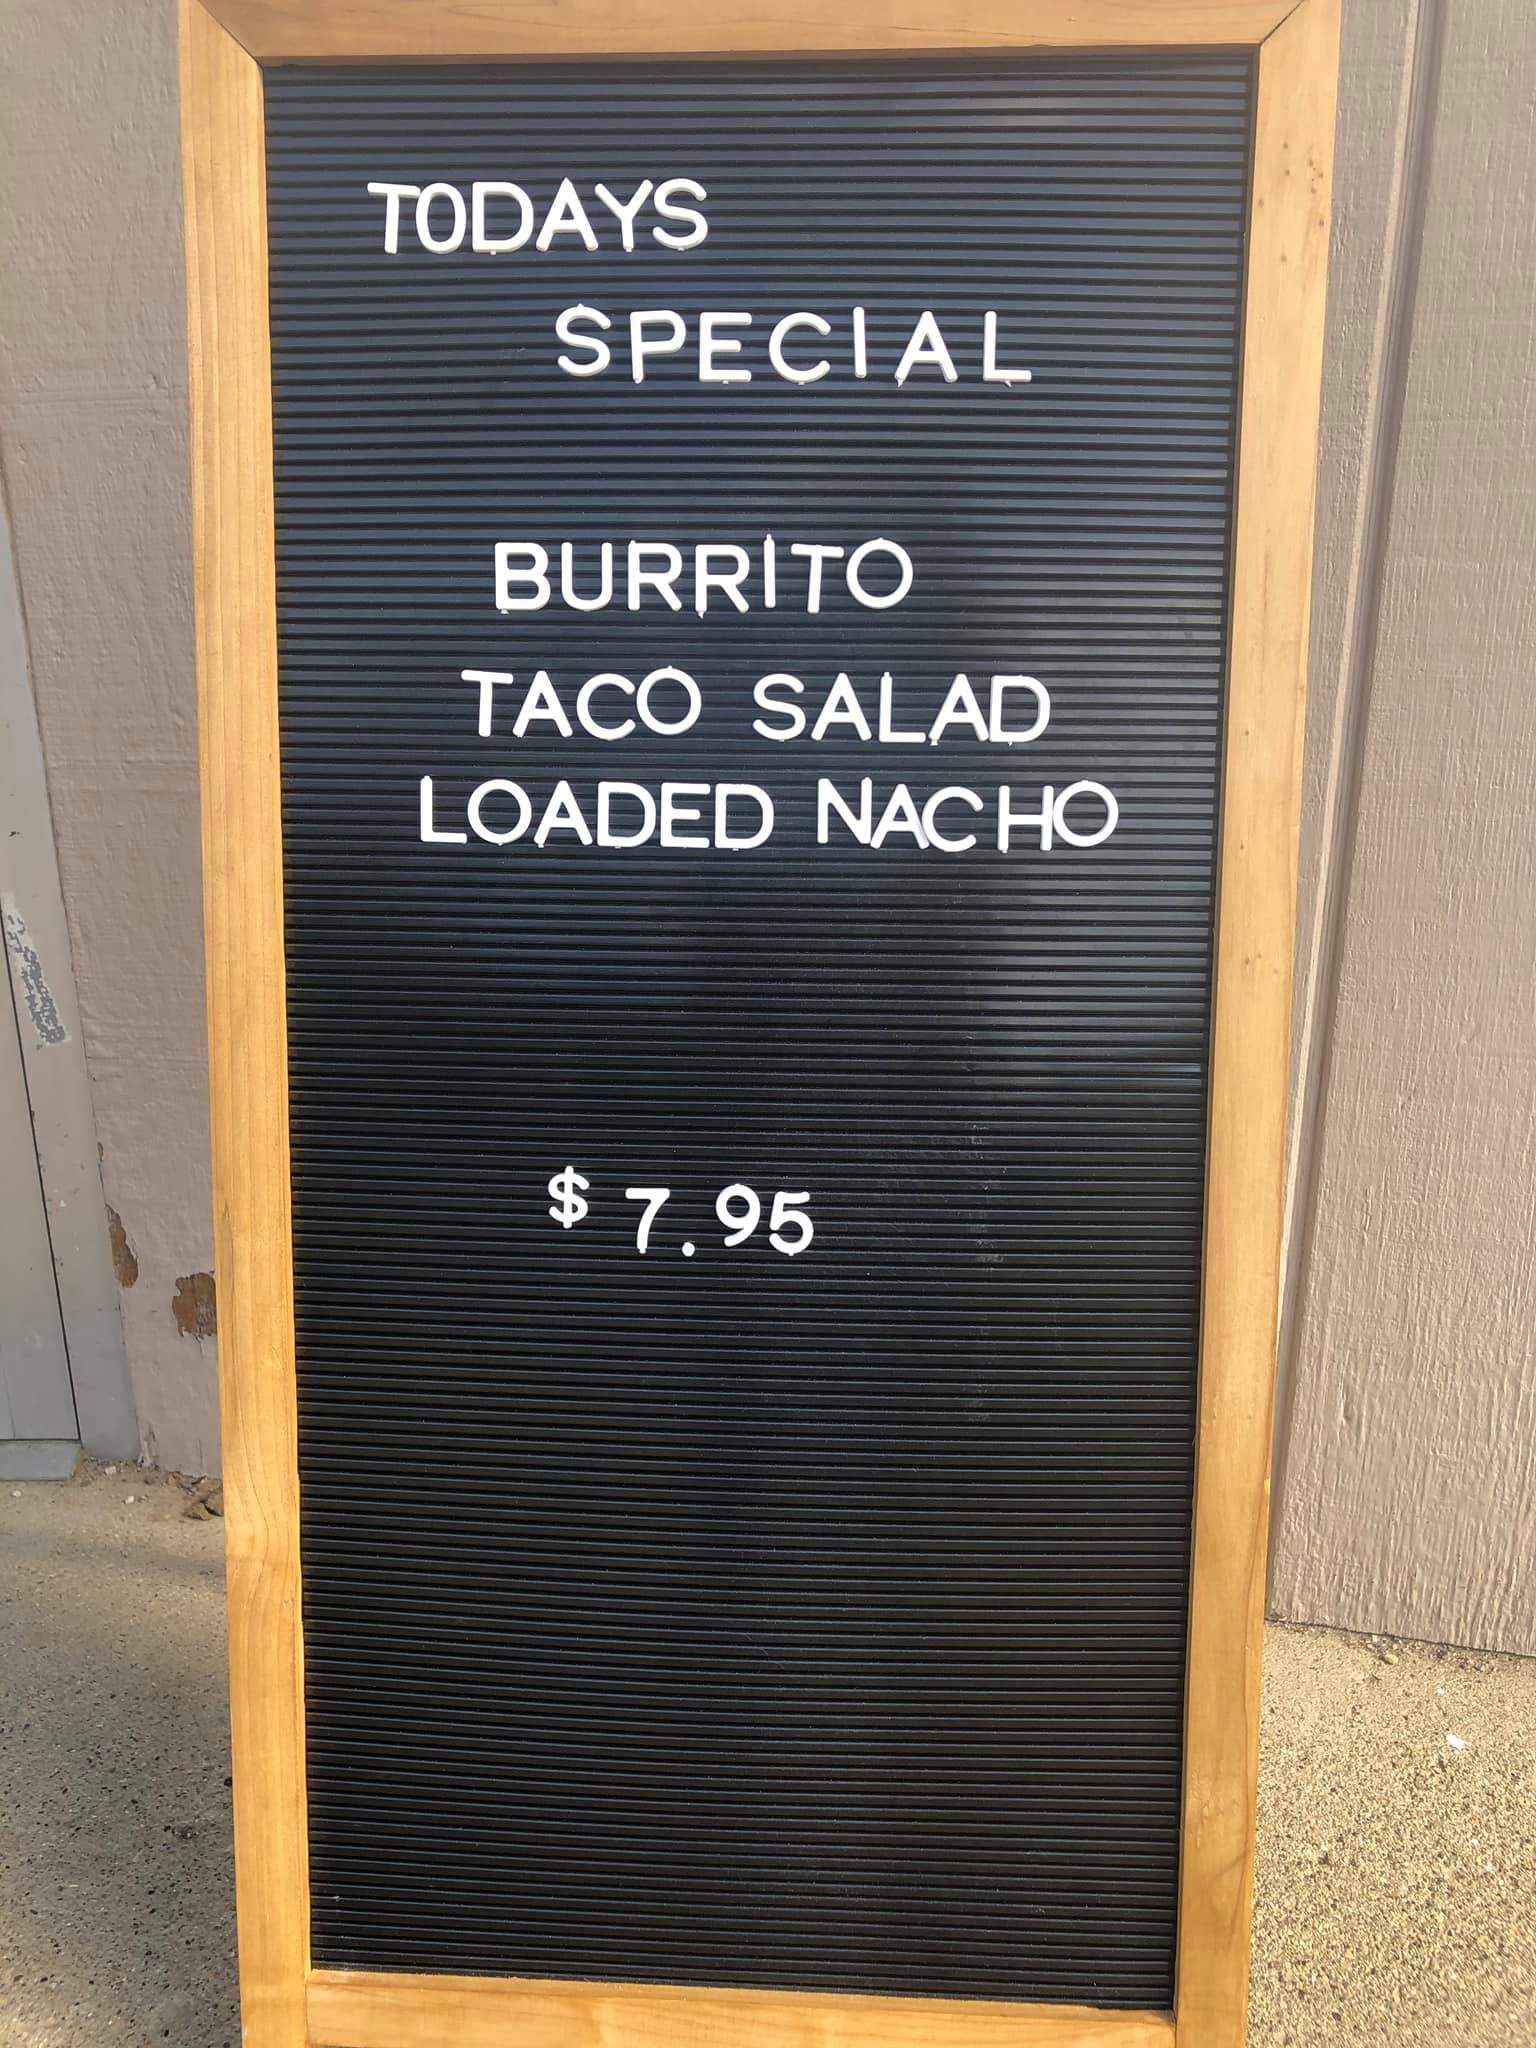 TODAYS
SPECIAL
BURRITO
TACO SALAD
LOADED NACHO
$7.95